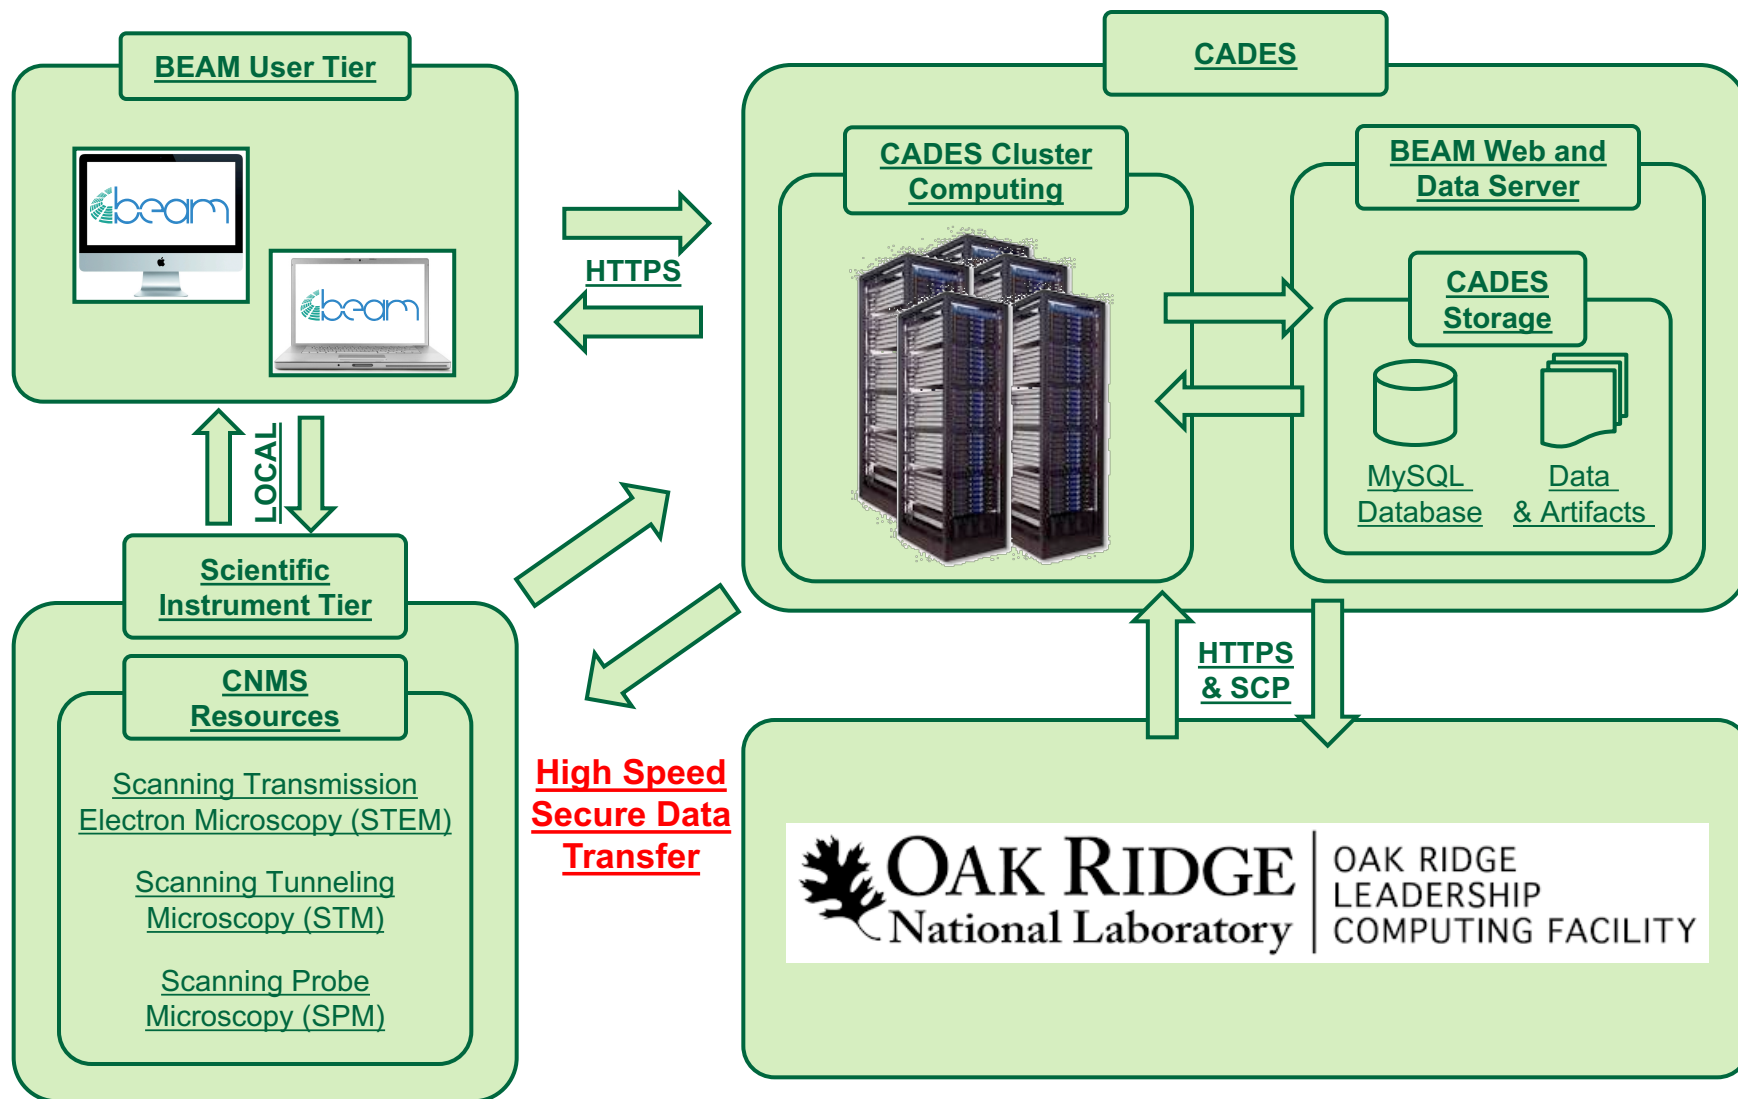 BEAM User Tier
beam
beam
HTTPS
LOCAL
CADES
CADES Cluster
Computing
BEAM Web and
Data Server
CADES
Storage
MySQL
Database
Data
& Artifacts
Scientific
Instrument Tier
CNMS
Resources
Scanning Transmission
Electron Microscopy (STEM)
Scanning Tunneling
Microscopy (STM)
Scanning Probe
Microscopy (SPM)
High Speed
Secure Data
Transfer
HTTPS
& SCP
OAK RIDGE
National Laboratory
OAK RIDGE
LEADERSHIP
COMPUTING FACILITY